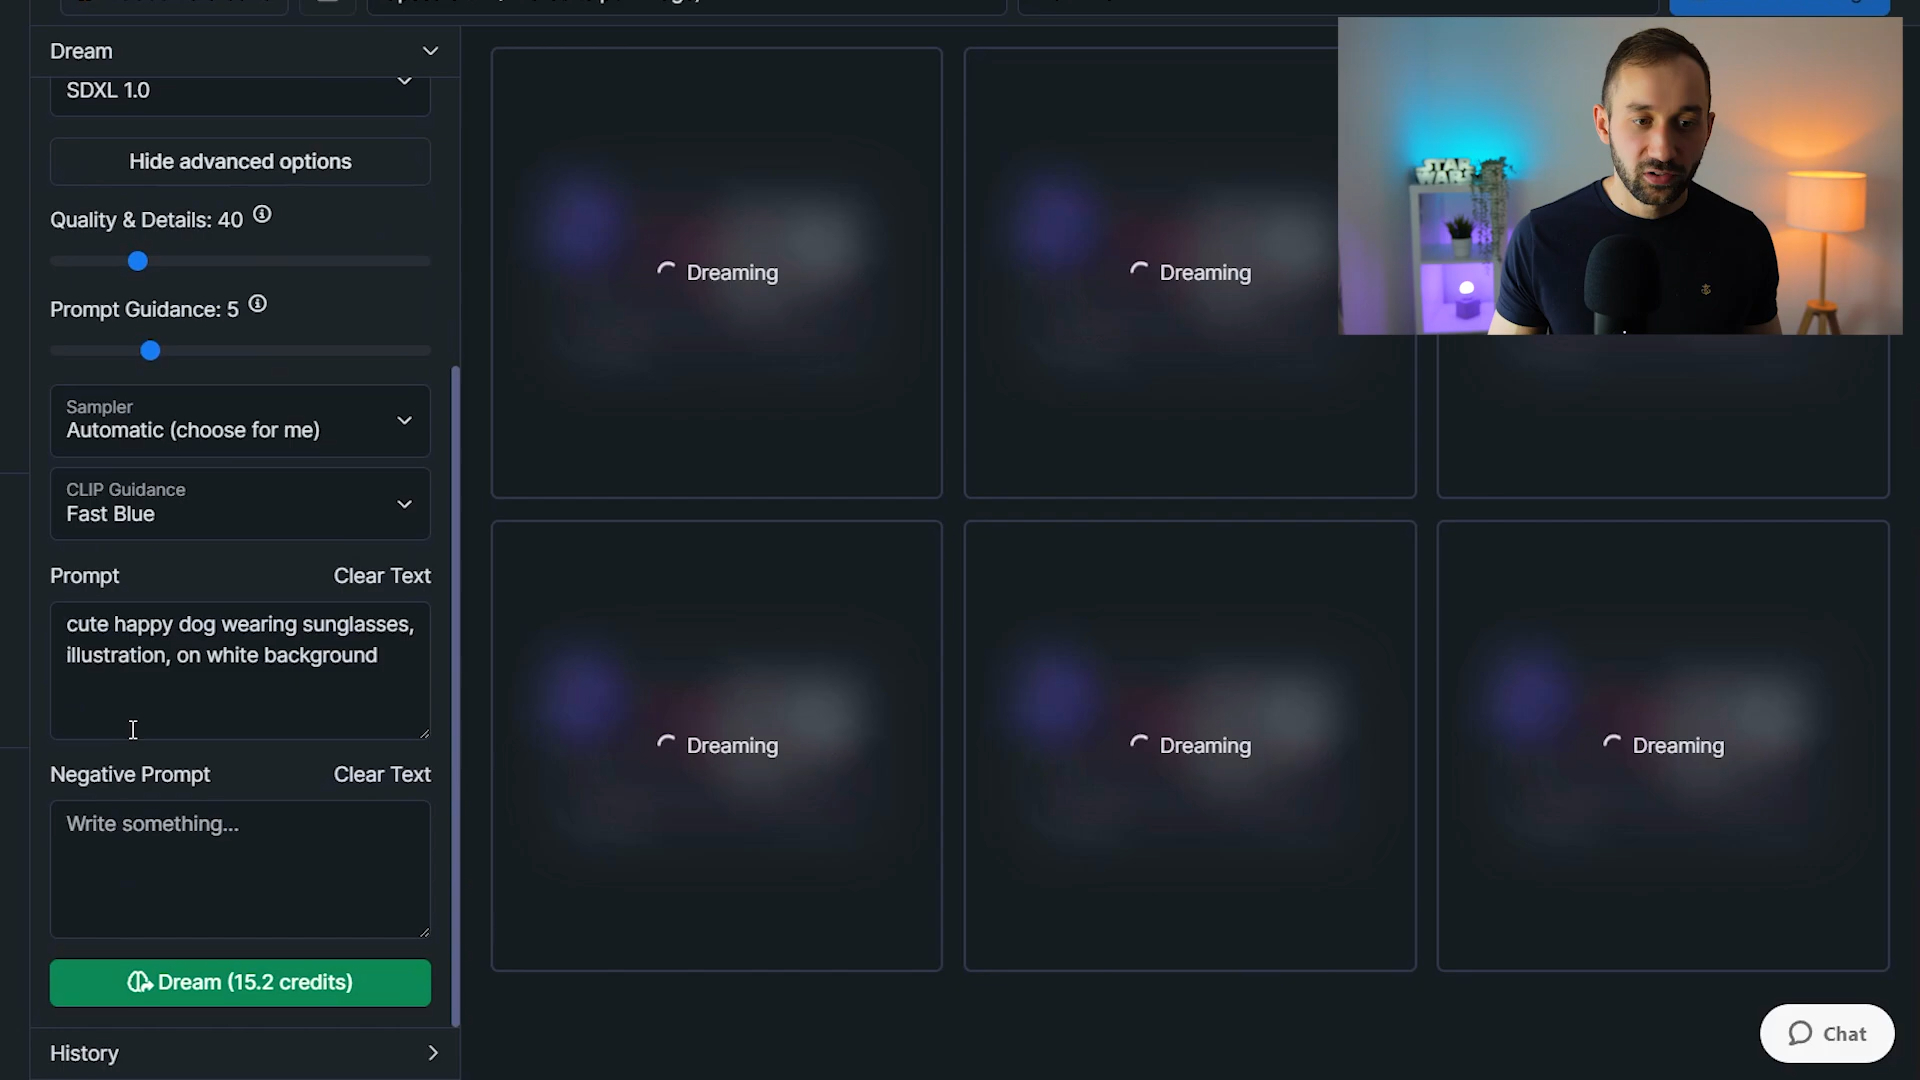 Dream
SDXL 1.0
Hide advanced options
Quality & Details: 40
Prompt Guidance: 5
Sampler
Automatic (choose for me)
CLIP Guidance
Fast Blue
Prompt
Clear Text
cute happy dog wearing sunglasses,
illustration, on white background
Negative Prompt
Clear Text
Write something...
Dream (15.2 credits)
History
Dreaming
Dreaming
STAR
WARS
Dreaming
Dreaming
Dreaming
Chat